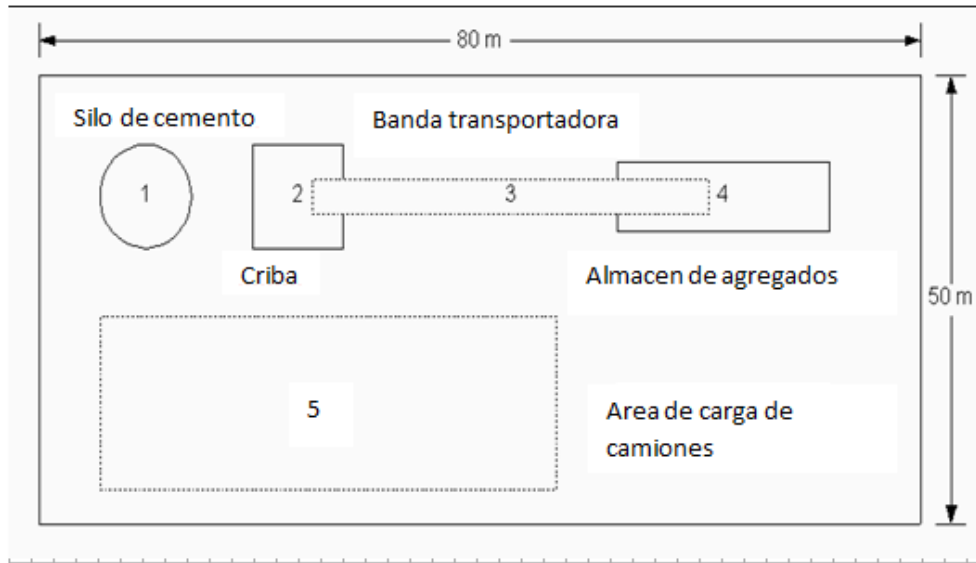 80 m
Silo de cemento
Banda transportadora
1
2
3
4
Criba
Almacen de agregados
50 m
5
Area de carga de
camiones